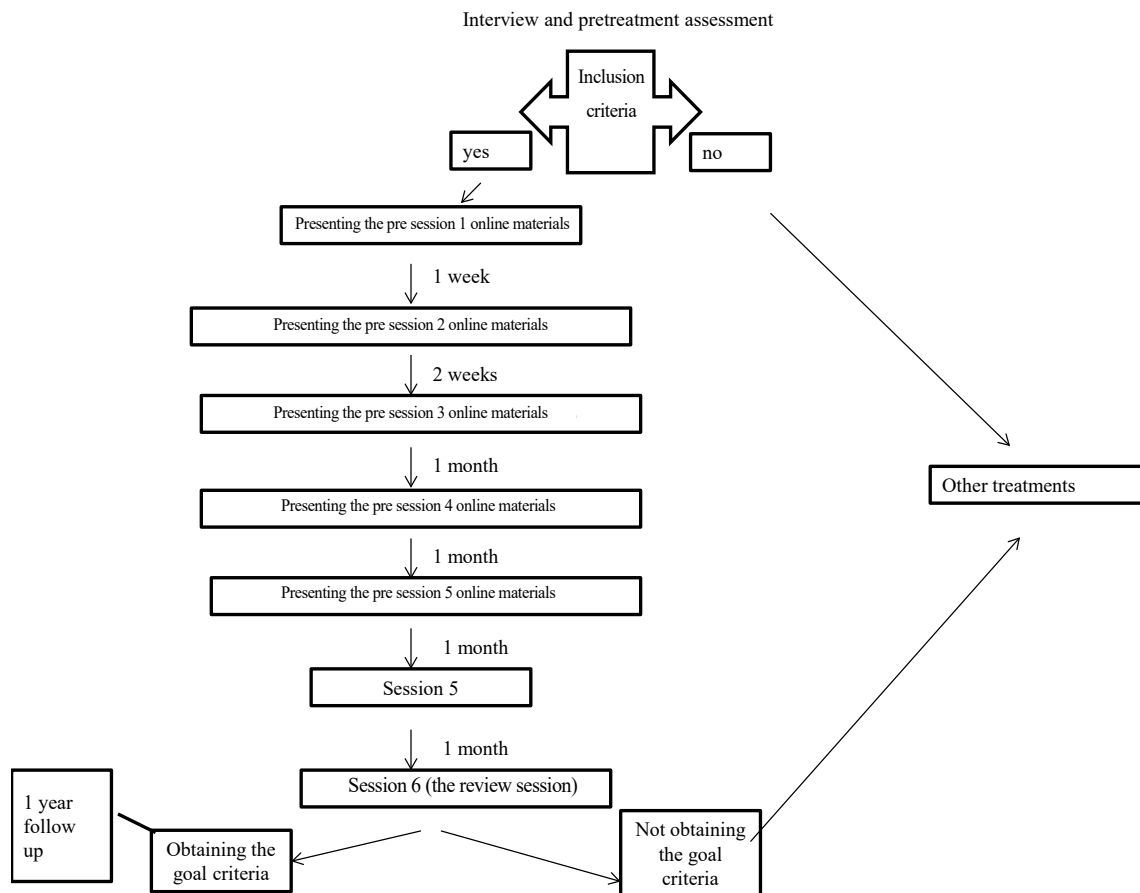 Interview and pretreatment assessment
Inclusion
criteria
yes
no
Presenting the pre session 1 online materials
1 week
Presenting the pre session 2 online materials
2 weeks
Presenting the pre session 3 online materials
1 month
Other treatments
Presenting the pre session 4 online materials
1 month
Presenting the pre session 5 online materials
1 month
Session 5
1 month
Session 6 (the review session)
1 year
follow
up
Obtaining the
goal criteria
Not obtaining
the goal
criteria